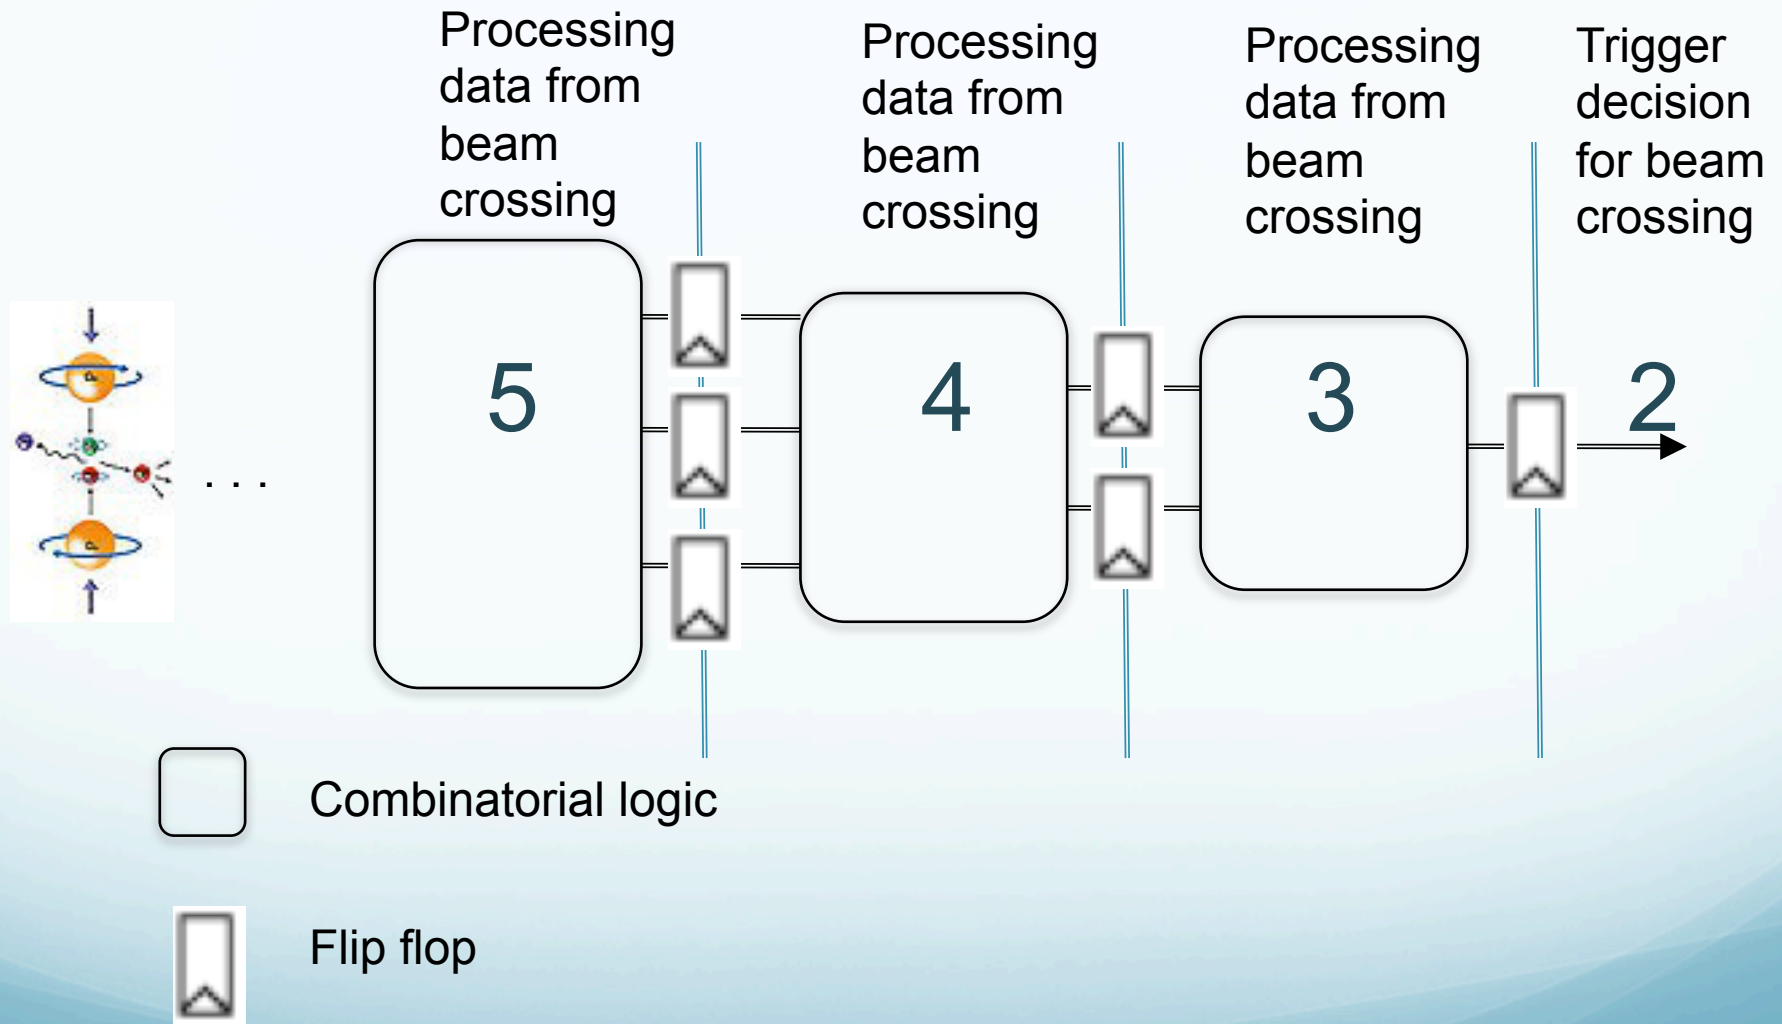 Processing
data from
beam
crossing
Processing
data from
beam
crossing
Processing
data from
beam
crossing
Trigger
decision
for beam
crossing
5
4
3
2
. . .
Combinatorial logic
Flip flop